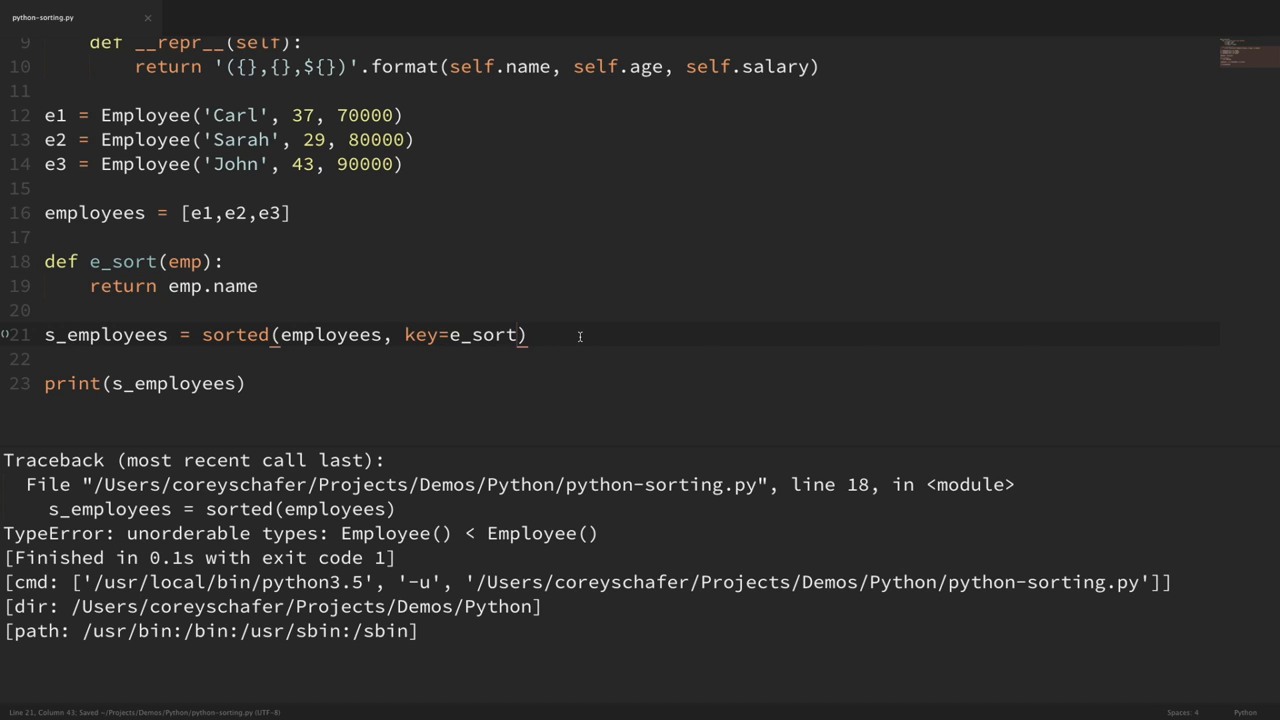 python-sorting.py ×
9 def __repr__(self):
10 return '({},{},${})'.format(self.name, self.age, self.salary)
11
12 e1 = Employee('Carl', 37, 70000)
13 e2 = Employee('Sarah', 29, 80000)
14 e3 = Employee('John', 43, 90000)
15
16 employees = [e1,e2,e3]
17
18 def e_sort(emp):
19 return emp.name
20
()21 s_employees = sorted(employees, key=e_sort)
22
23 print(s_employees)
Traceback (most recent call last):
File "/Users/coreyschafer/Projects/Demos/Python/python-sorting.py", line 18, in <module>
s_employees = sorted(employees)
TypeError: unorderable types: Employee() < Employee()
[Finished in 0.1s with exit code 1]
[cmd: ['/usr/local/bin/python3.5', '-u', '/Users/coreyschafer/Projects/Demos/Python/python-sorting.py']]
[dir: /Users/coreyschafer/Projects/Demos/Python]
[path: /usr/bin:/bin:/usr/sbin:/sbin]
Line 21, Column 43; Saved ~/Projects/Demos/Python/python-sorting.py (UTF-8) Spaces: 4 Python